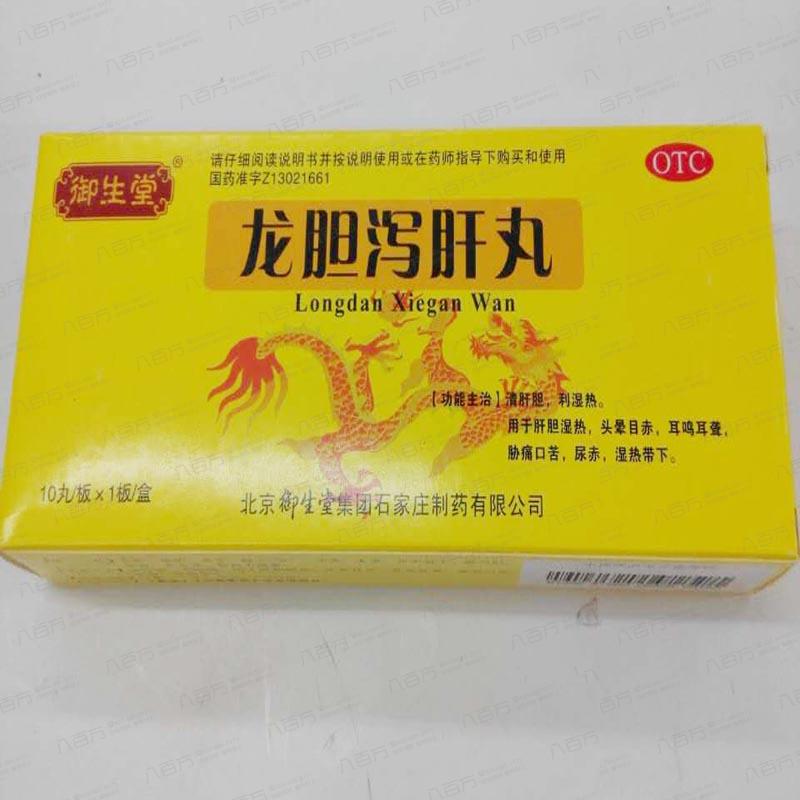 御生堂®
请仔细阅读说明书并按说明使用或在药师指导下购买和使用
国药准字Z13021661
OTC
龙胆泻肝丸
Longdan Xiegan Wan
【功能主治】清肝胆，利湿热。
用于肝胆湿热，头晕目赤，耳鸣耳聋，
胁痛口苦，尿赤，湿热带下。
10丸/板×1板/盒
北京御生堂集团石家庄制药有限公司
八百方